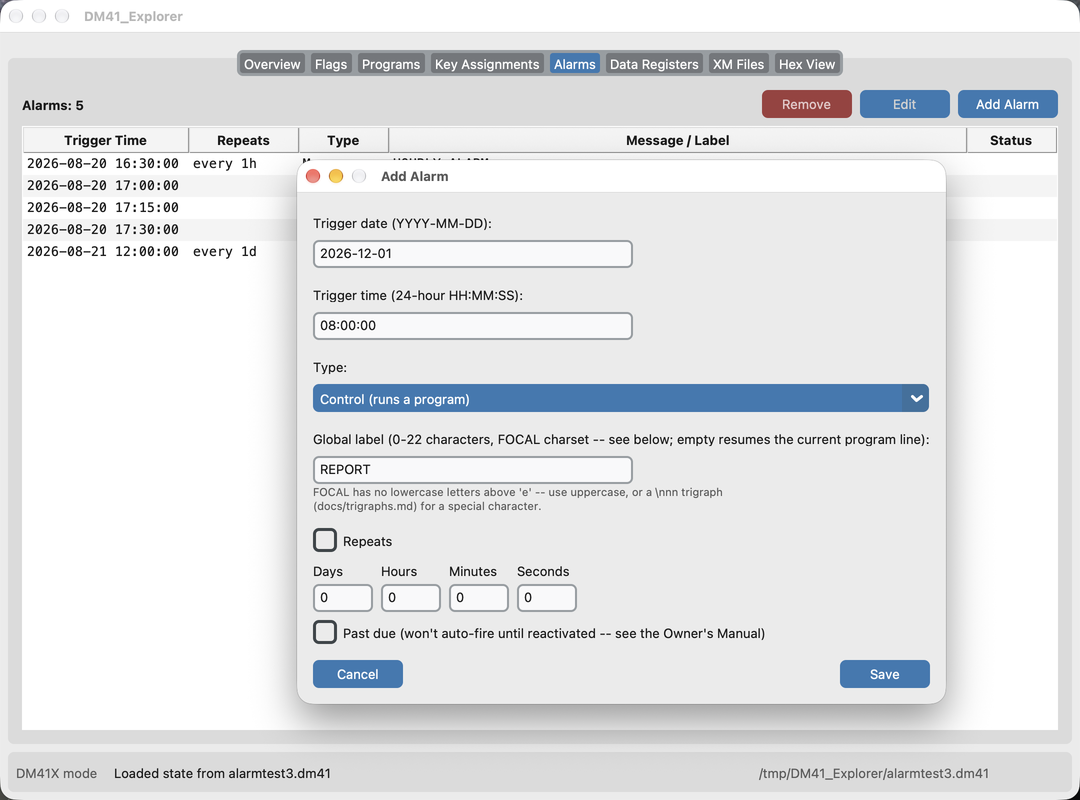 DM41_Explorer
Overview Flags Programs Key Assignments Alarms Data Registers XM Files Hex View
Alarms: 5
Remove Edit Add Alarm
Trigger Time Repeats Type Message / Label Status
2026-08-20 16:30:00 every 1h
2026-08-20 17:00:00
2026-08-20 17:15:00
2026-08-20 17:30:00
2026-08-21 12:00:00 every 1d
Add Alarm
Trigger date (YYYY-MM-DD):
2026-12-01
Trigger time (24-hour HH:MM:SS):
08:00:00
Type:
Control (runs a program)
Global label (0-22 characters, FOCAL charset -- see below; empty resumes the current program line):
REPORT
FOCAL has no lowercase letters above 'e' -- use uppercase, or a \nnn trigraph
(docs/trigraphs.md) for a special character.
Repeats
Days Hours Minutes Seconds
0 0 0 0
Past due (won't auto-fire until reactivated -- see the Owner's Manual)
Cancel Save
DM41X mode Loaded state from alarmtest3.dm41 /tmp/DM41_Explorer/alarmtest3.dm41